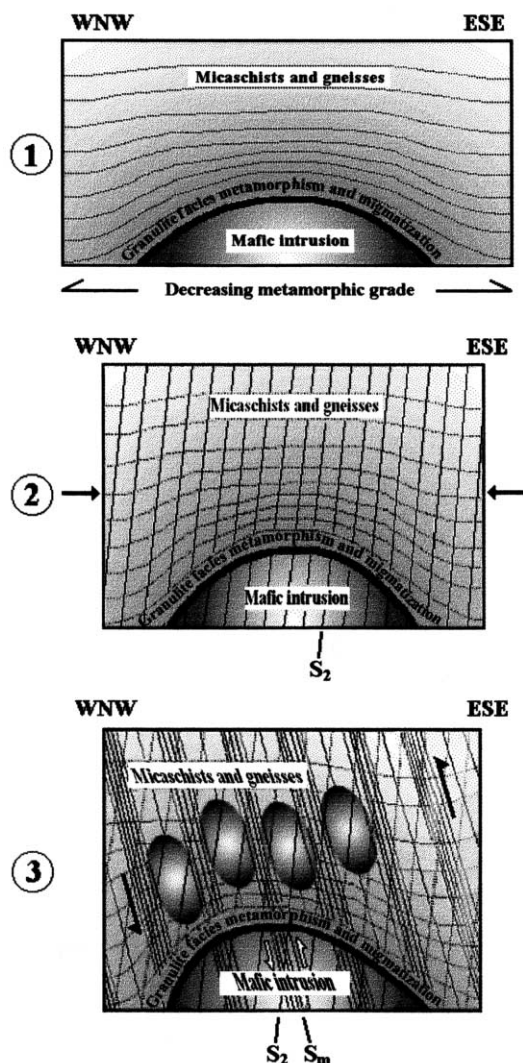 WNW ESE
Micaschists and gneisses
1
Granulite facies metamorphism and migmatization
Mafic intrusion
Decreasing metamorphic grade
WNW ESE
Micaschists and gneisses
2
Granulite facies metamorphism and migmatization
Mafic intrusion
S2
WNW ESE
Micaschists and gneisses
3
Granulite facies metamorphism and migmatization
Mafic intrusion
S2 Sm